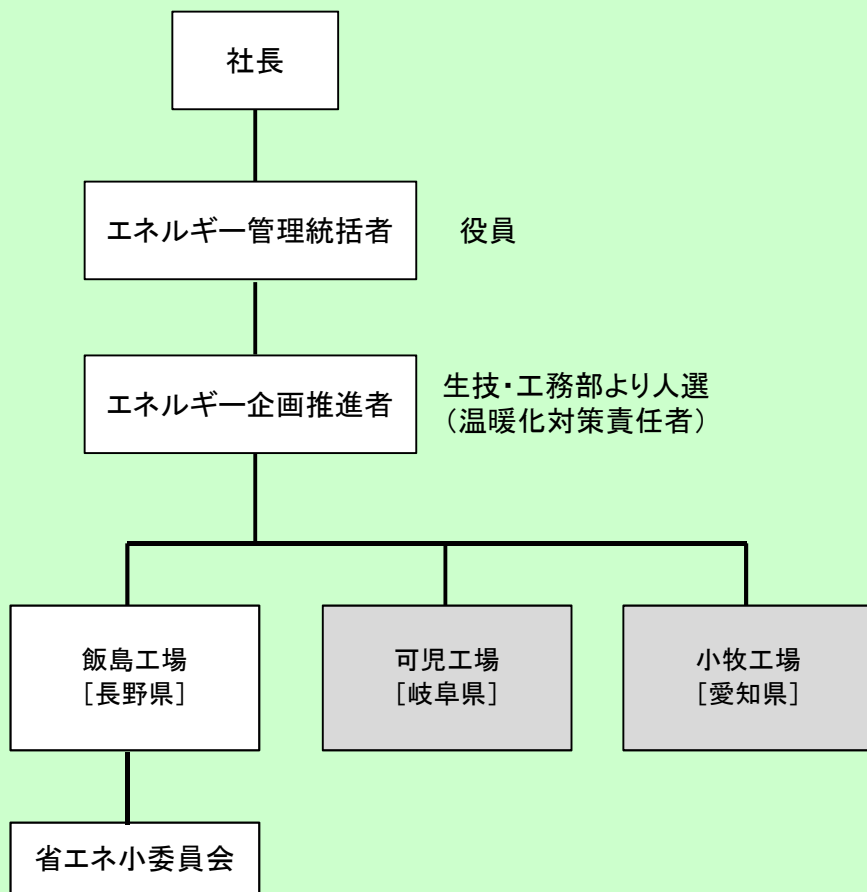 社長
エネルギー管理統括者
役員
エネルギー企画推進者
生技・工務部より人選
（温暖化対策責任者）
飯島工場
［長野県］
可児工場
［岐阜県］
小牧工場
［愛知県］
省エネ小委員会